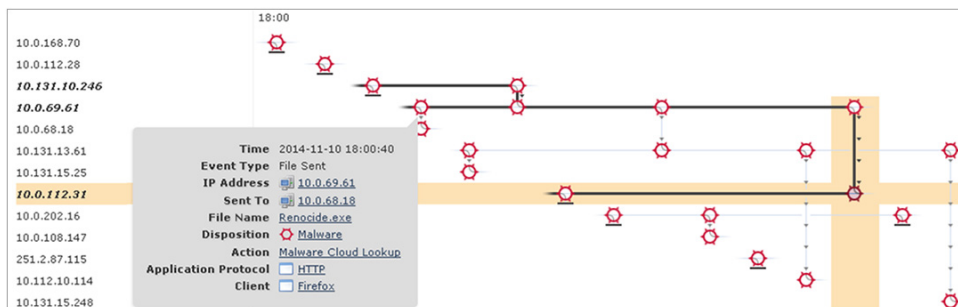 18:00
10.0.168.70
10.0.112.28
10.131.10.246
10.0.69.61
10.0.68.18
10.131.13.61
10.131.15.25
10.0.112.31
10.0.202.16
10.0.108.147
251.2.87.115
10.112.10.114
10.131.15.248
Time 2014-11-10 18:00:40
Event Type File Sent
IP Address 10.0.69.61
Sent To 10.0.68.18
File Name Renocide.exe
Disposition Malware
Action Malware Cloud Lookup
Application Protocol HTTP
Client Firefox